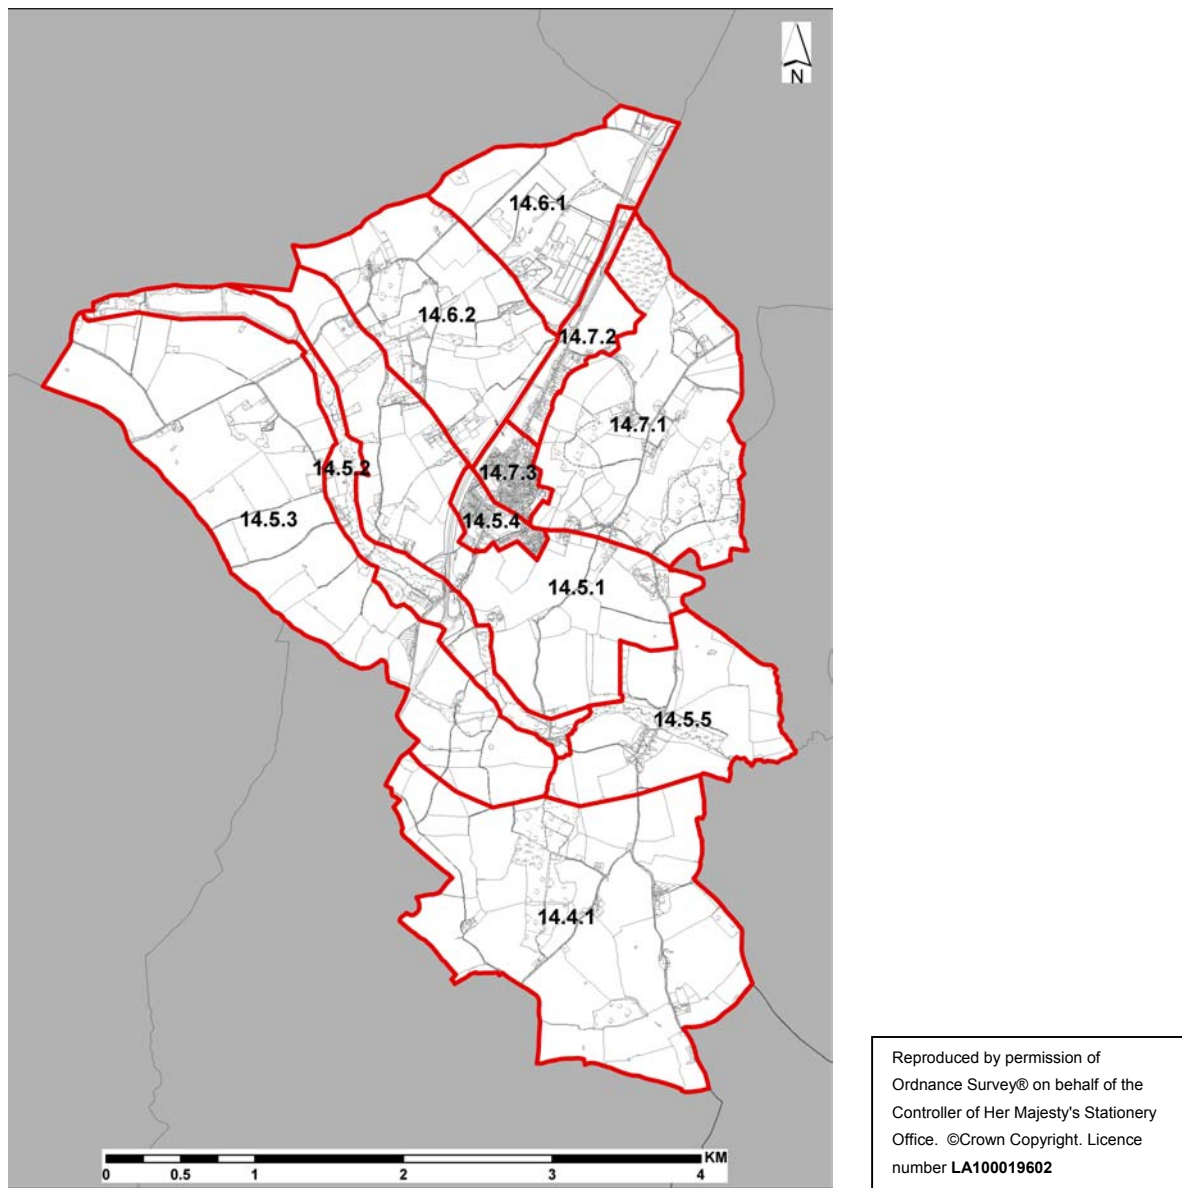 N
14.6.1
14.6.2
14.7.2
14.7.1
14.5.2
14.7.3
14.5.3
14.5.4
14.5.1
14.5.5
14.4.1
KM
0 0.5 1 2 3 4
Reproduced by permission of
Ordnance Survey® on behalf of the
Controller of Her Majesty's Stationery
Office. ©Crown Copyright. Licence
number LA100019602